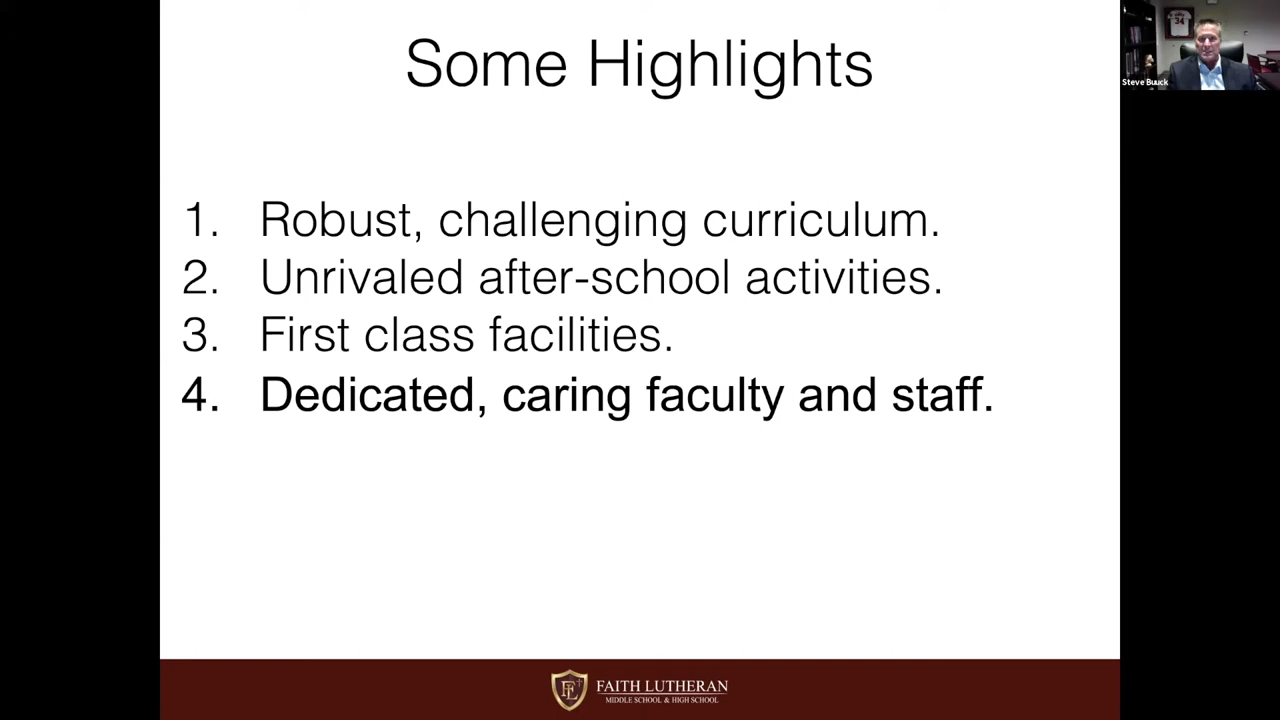 Some Highlights
Steve Buuck
1. Robust, challenging curriculum.
2. Unrivaled after-school activities.
3. First class facilities.
4. Dedicated, caring faculty and staff.
FL
FAITH LUTHERAN
MIDDLE SCHOOL & HIGH SCHOOL